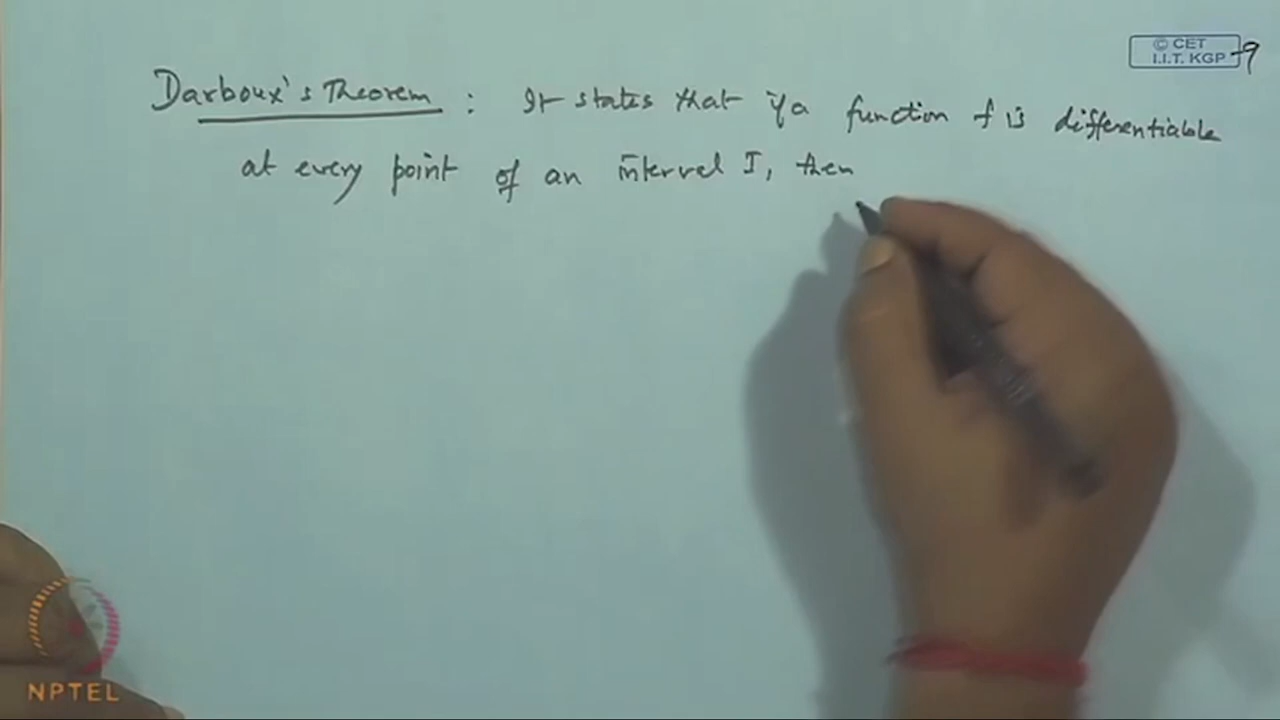 © CET
I.I.T. KGP 9
Darboux's Theorem : It states that if a function f is differentiable
at every point of an interval I, then
NPTEL